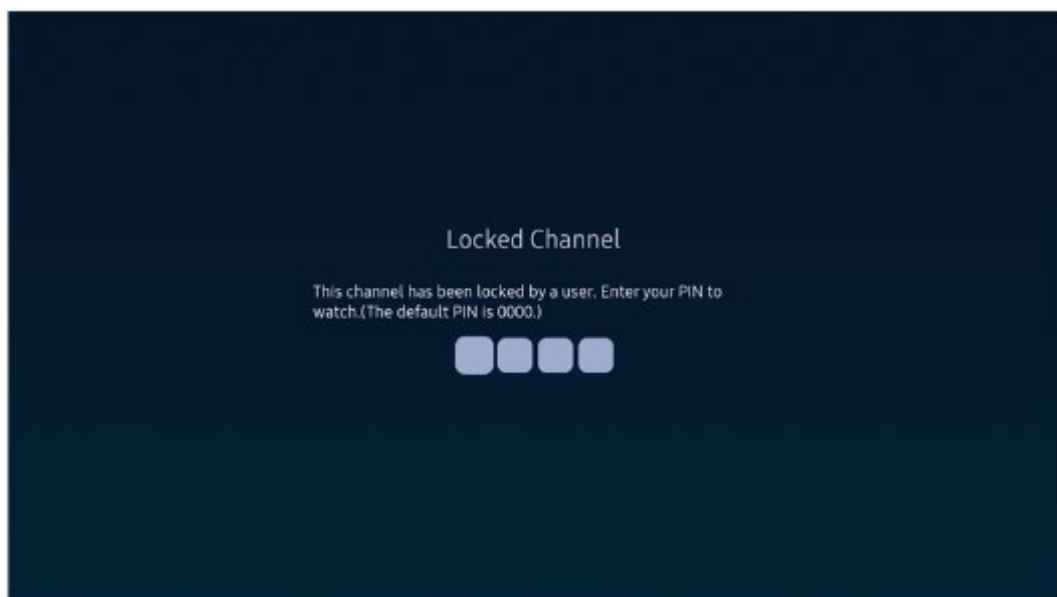 Locked Channel
This channel has been locked by a user. Enter your PIN to
watch.(The default PIN is 0000.)